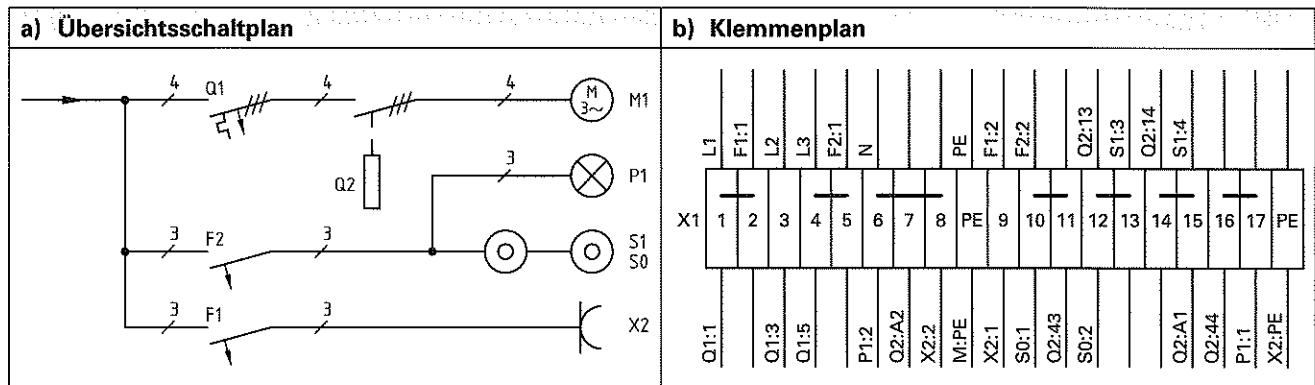 a) Übersichtsschaltplan
4 Q1 4 4 M 3~ M1
Q2 3 P1
3 F2 3 S1 S0
3 F1 3 X2
b) Klemmenplan
L1 F1:1 L2 L3 F2:1 N PE F1:2 F2:2 Q2:13 S1:3 Q2:14 S1:4
X1 1 2 3 4 5 6 7 8 PE 9 10 11 12 13 14 15 16 17 PE
Q1:1 Q1:3 Q1:5 P1:2 Q2:A2 X2:2 M:PE X2:1 S0:1 Q2:43 S0:2 Q2:A1 Q2:44 P1:1 X2:PE